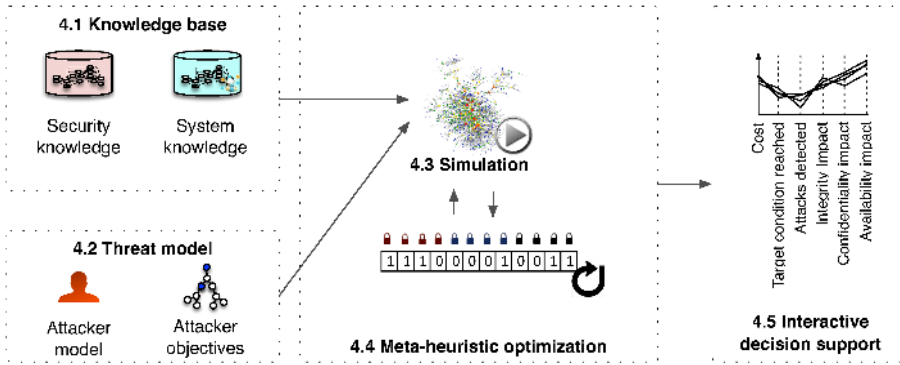 4.1 Knowledge base
Security
knowledge
System
knowledge
4.2 Threat model
Attacker
model
Attacker
objectives
4.3 Simulation
1 1 1 0 0 0 0 1 0 0 1 1
4.4 Meta-heuristic optimization
Cost
Target condition reached
Attacks detected
Integrity Impact
Confidentiality impact
Availability impact
4.5 Interactive
decision support